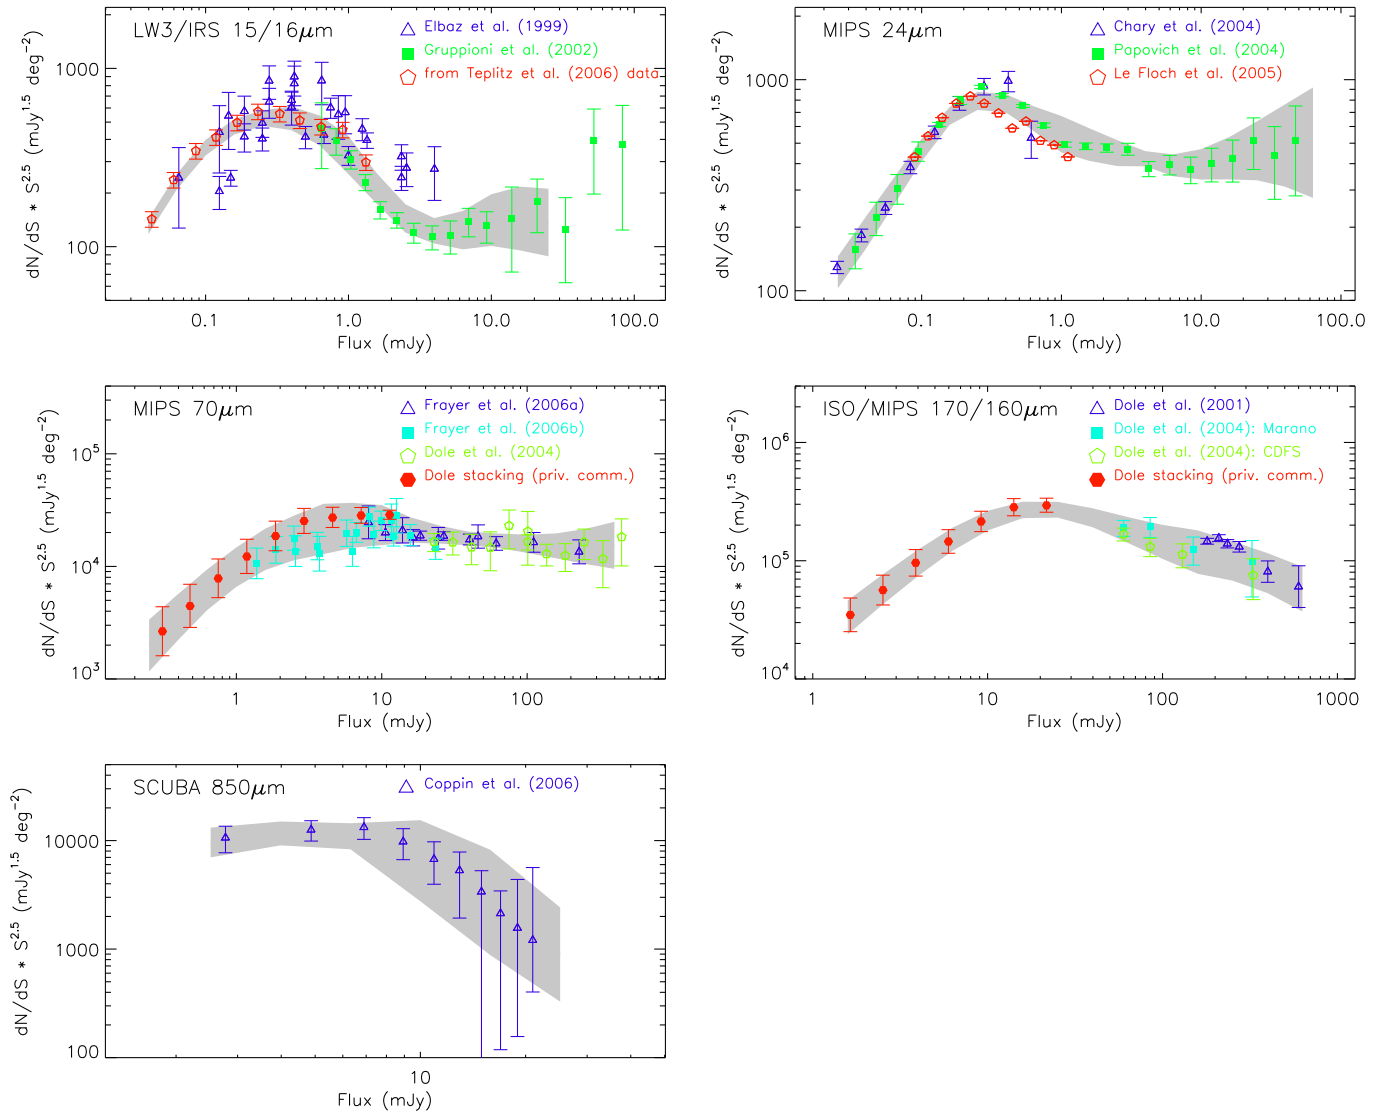 LW3/IRS 15/16μm
Elbaz et al. (1999)
Gruppioni et al. (2002)
from Teplitz et al. (2006) data
1000
100
dN/dS * S^2.5 (mJy^1.5 deg^-2)
0.1 1.0 10.0 100.0
Flux (mJy)
MIPS 24μm
Chary et al. (2004)
Papovich et al. (2004)
Le Floch et al. (2005)
1000
100
dN/dS * S^2.5 (mJy^1.5 deg^-2)
0.1 1.0 10.0 100.0
Flux (mJy)
MIPS 70μm
Frayer et al. (2006a)
Frayer et al. (2006b)
Dole et al. (2004)
Dole stacking (priv. comm.)
10^5
10^4
10^3
dN/dS * S^2.5 (mJy^1.5 deg^-2)
1 10 100
Flux (mJy)
ISO/MIPS 170/160μm
Dole et al. (2001)
Dole et al. (2004): Marano
Dole et al. (2004): CDFS
Dole stacking (priv. comm.)
10^6
10^5
10^4
dN/dS * S^2.5 (mJy^1.5 deg^-2)
1 10 100 1000
Flux (mJy)
SCUBA 850μm
Coppin et al. (2006)
10000
1000
100
dN/dS * S^2.5 (mJy^1.5 deg^-2)
10
Flux (mJy)